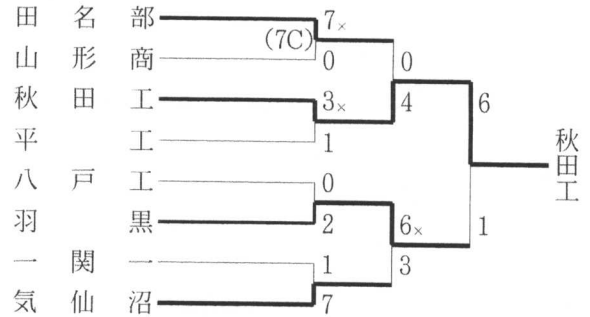 田名部 7×
(7C)
山形商 0 0
秋田工 3× 4 6
平工 1
秋田工
八戸工 0
羽黒 2 6× 1
一関一 1 3
気仙沼 7